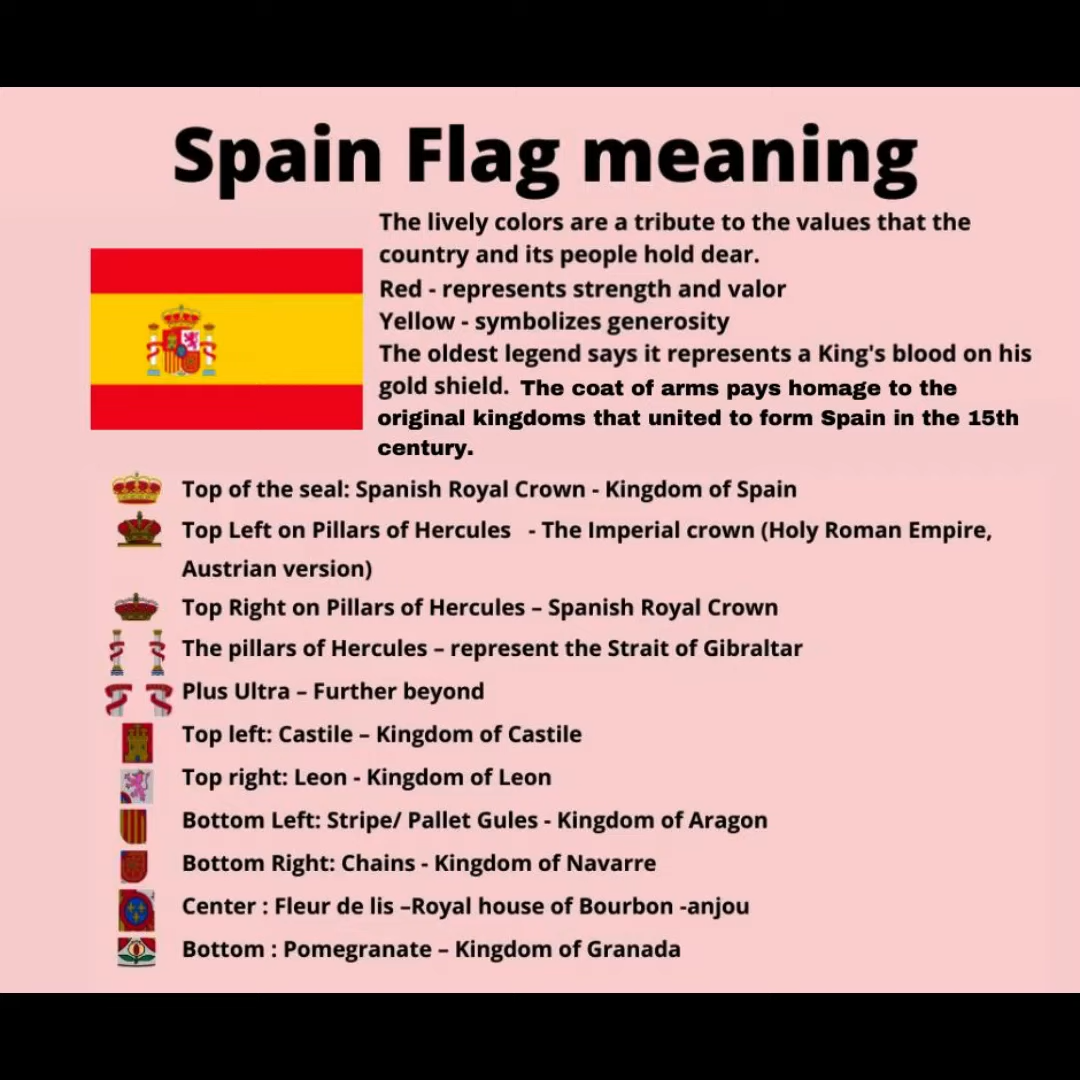 Spain Flag meaning
The lively colors are a tribute to the values that the
country and its people hold dear.
Red - represents strength and valor
Yellow - symbolizes generosity
The oldest legend says it represents a King's blood on his
gold shield. The coat of arms pays homage to the
original kingdoms that united to form Spain in the 15th
century.
Top of the seal: Spanish Royal Crown - Kingdom of Spain
Top Left on Pillars of Hercules - The Imperial crown (Holy Roman Empire,
Austrian version)
Top Right on Pillars of Hercules – Spanish Royal Crown
The pillars of Hercules – represent the Strait of Gibraltar
Plus Ultra – Further beyond
Top left: Castile – Kingdom of Castile
Top right: Leon - Kingdom of Leon
Bottom Left: Stripe/ Pallet Gules - Kingdom of Aragon
Bottom Right: Chains - Kingdom of Navarre
Center : Fleur de lis –Royal house of Bourbon -anjou
Bottom : Pomegranate – Kingdom of Granada